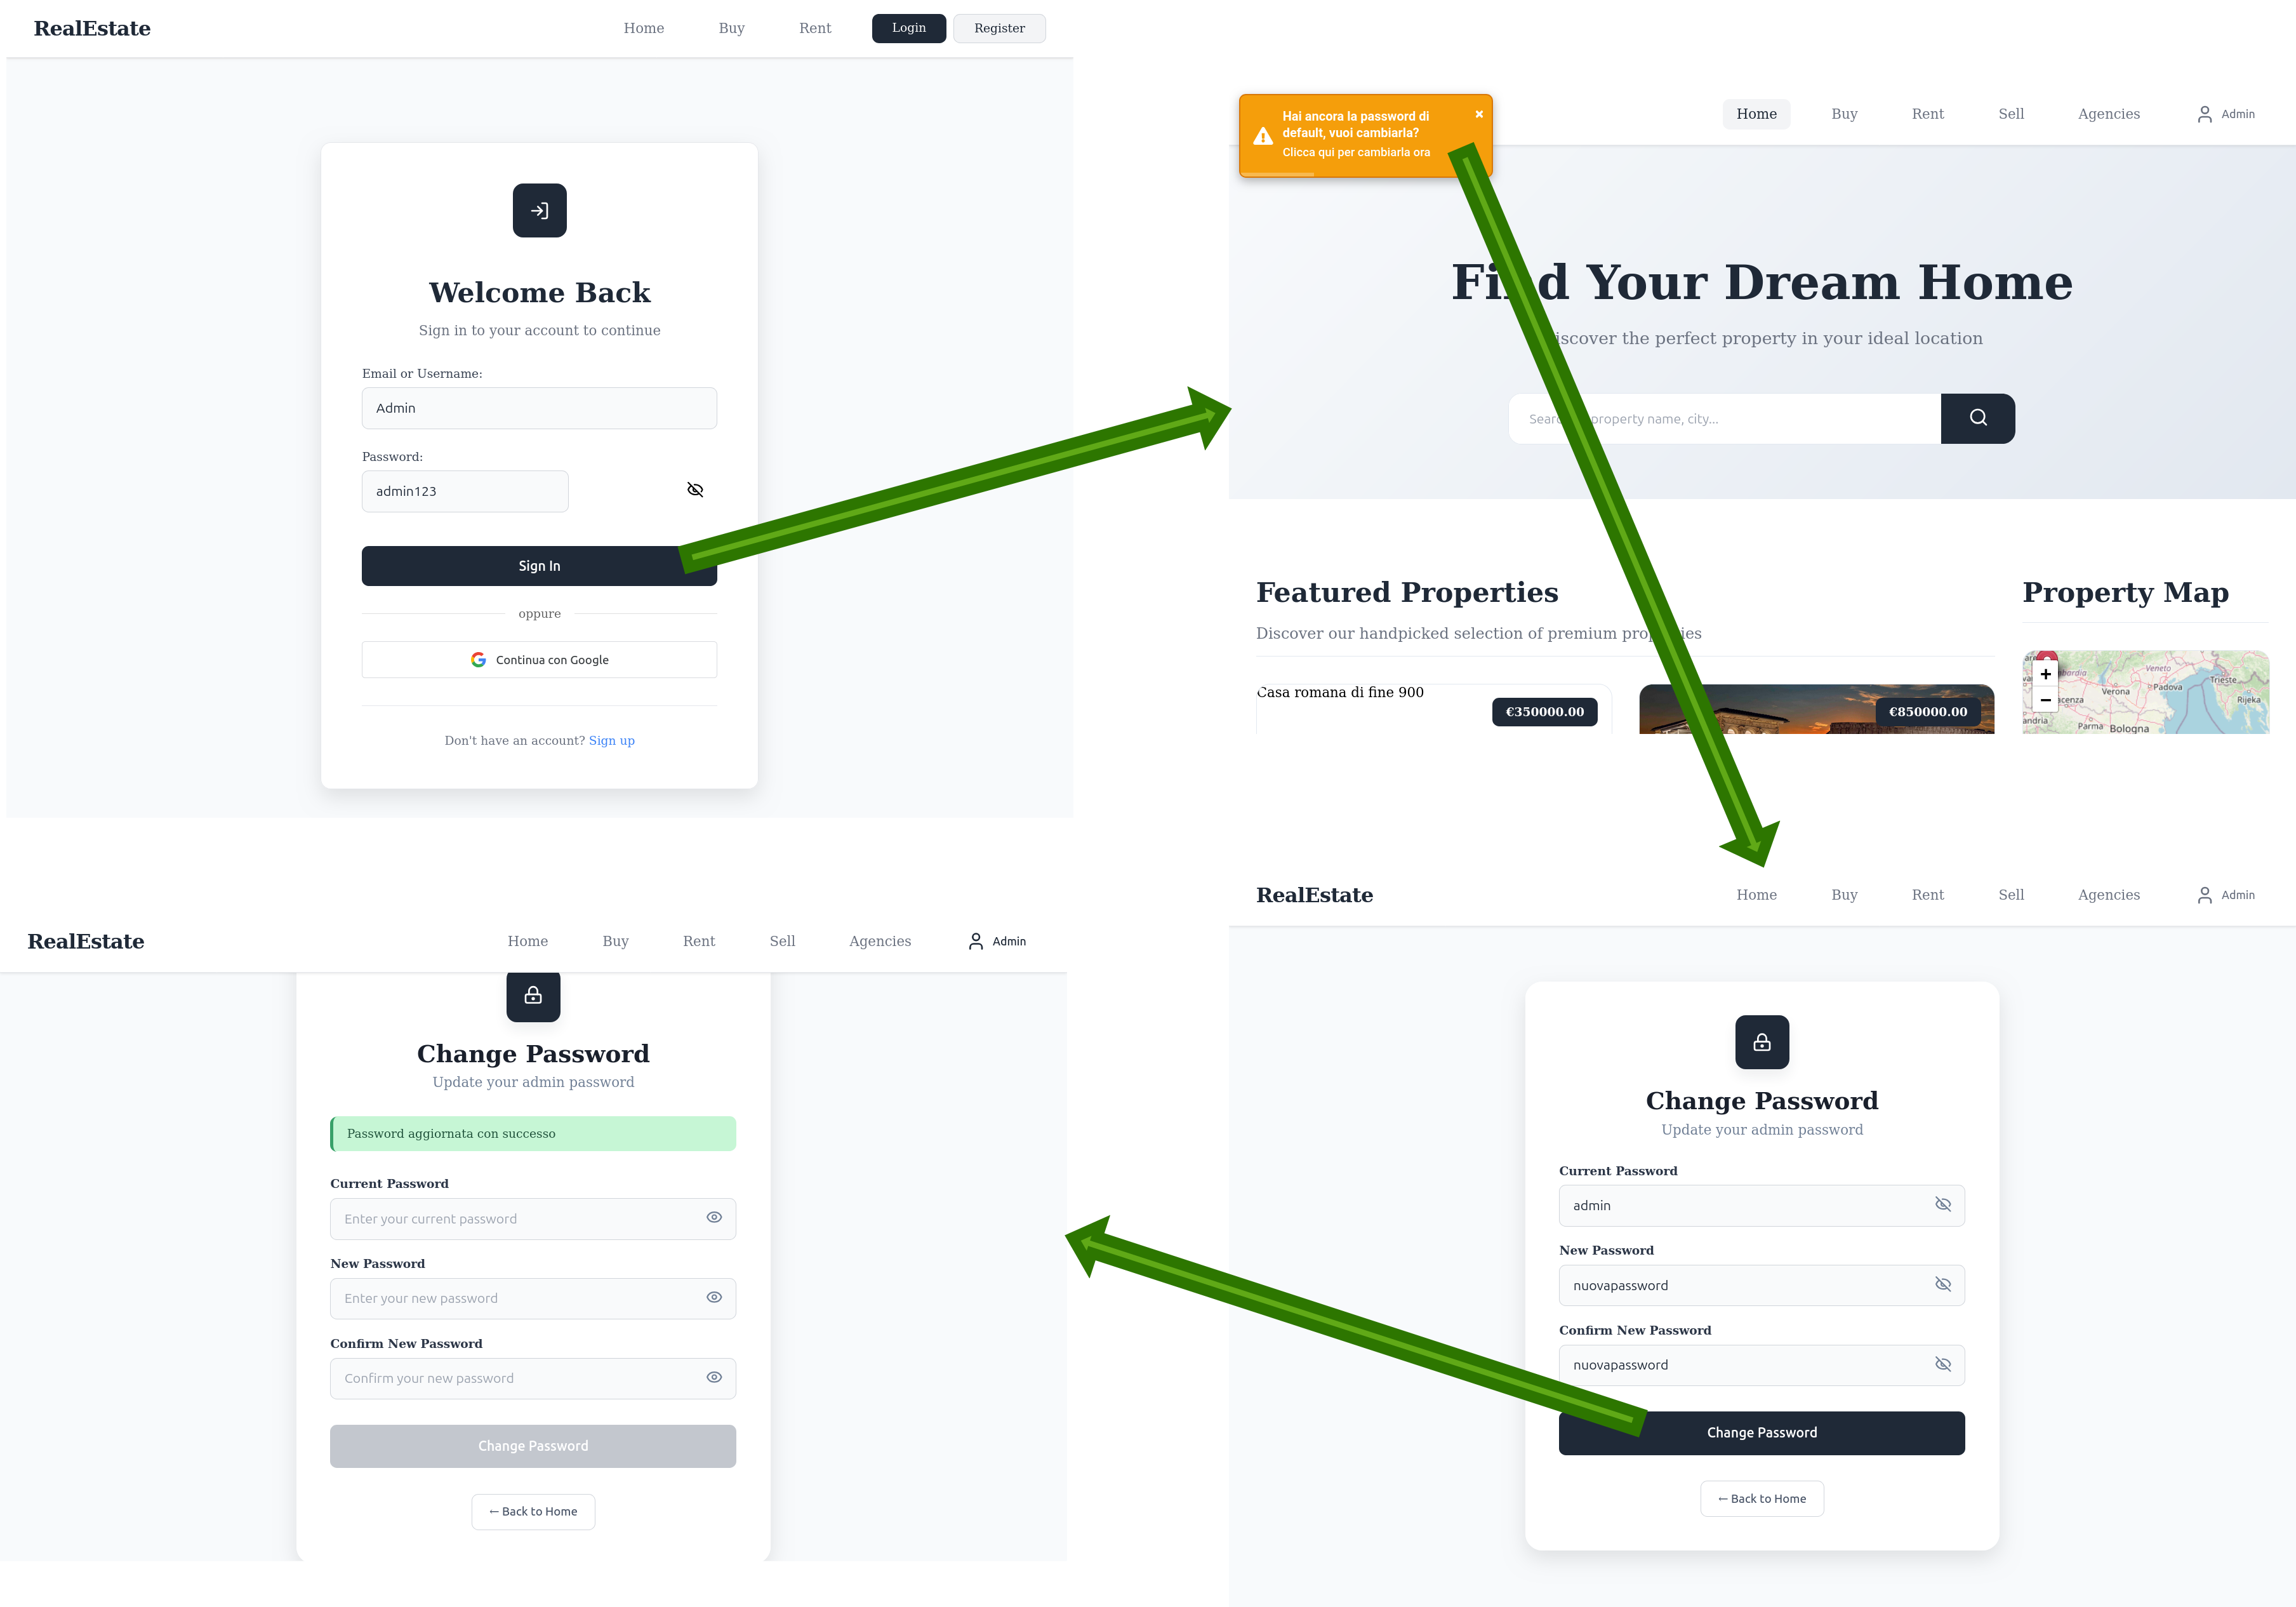 RealEstate
Home Buy Rent Login Register
Welcome Back
Sign in to your account to continue
Email or Username:
Admin
Password:
admin123
Sign In
oppure
Continua con Google
Don't have an account? Sign up
Hai ancora la password di
default, vuoi cambiarla?
Clicca qui per cambiarla ora
×
Home Buy Rent Sell Agencies Admin
Your Dream Home
the perfect property in your ideal location
property name, city...
Featured Properties
Discover our handpicked selection of premium
Property Map
Casa romana di fine 900
€350000.00
€850000.00
+
−
Veneto
Trieste
Verona
Padova
Rijeka
Parma
Bologna
RealEstate
Home Buy Rent Sell Agencies Admin
Change Password
Update your admin password
Current Password
admin
New Password
nuovapassword
Confirm New Password
nuovapassword
Change Password
← Back to Home
RealEstate
Home Buy Rent Sell Agencies Admin
Change Password
Update your admin password
Password aggiornata con successo
Current Password
Enter your current password
New Password
Enter your new password
Confirm New Password
Confirm your new password
Change Password
← Back to Home